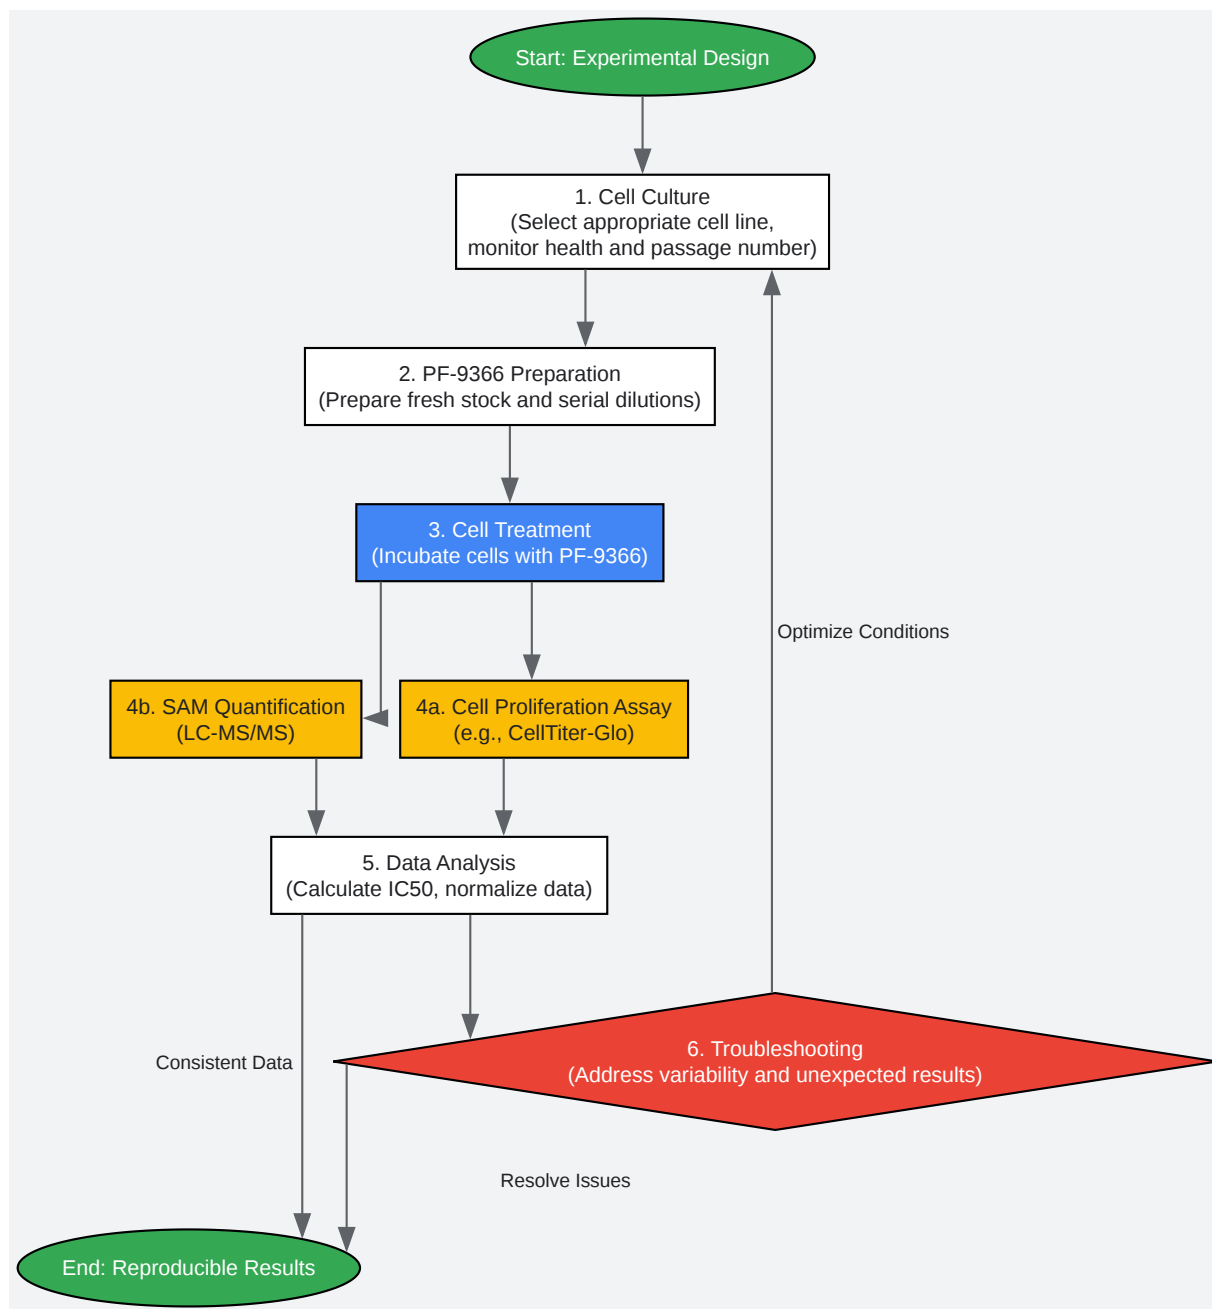 Start: Experimental Design
1. Cell Culture
(Select appropriate cell line,
monitor health and passage number)
2. PF-9366 Preparation
(Prepare fresh stock and serial dilutions)
3. Cell Treatment
(Incubate cells with PF-9366)
Optimize Conditions
4b. SAM Quantification
(LC-MS/MS)
4a. Cell Proliferation Assay
(e.g., CellTiter-Glo)
5. Data Analysis
(Calculate IC50, normalize data)
Consistent Data
6. Troubleshooting
(Address variability and unexpected results)
Resolve Issues
End: Reproducible Results